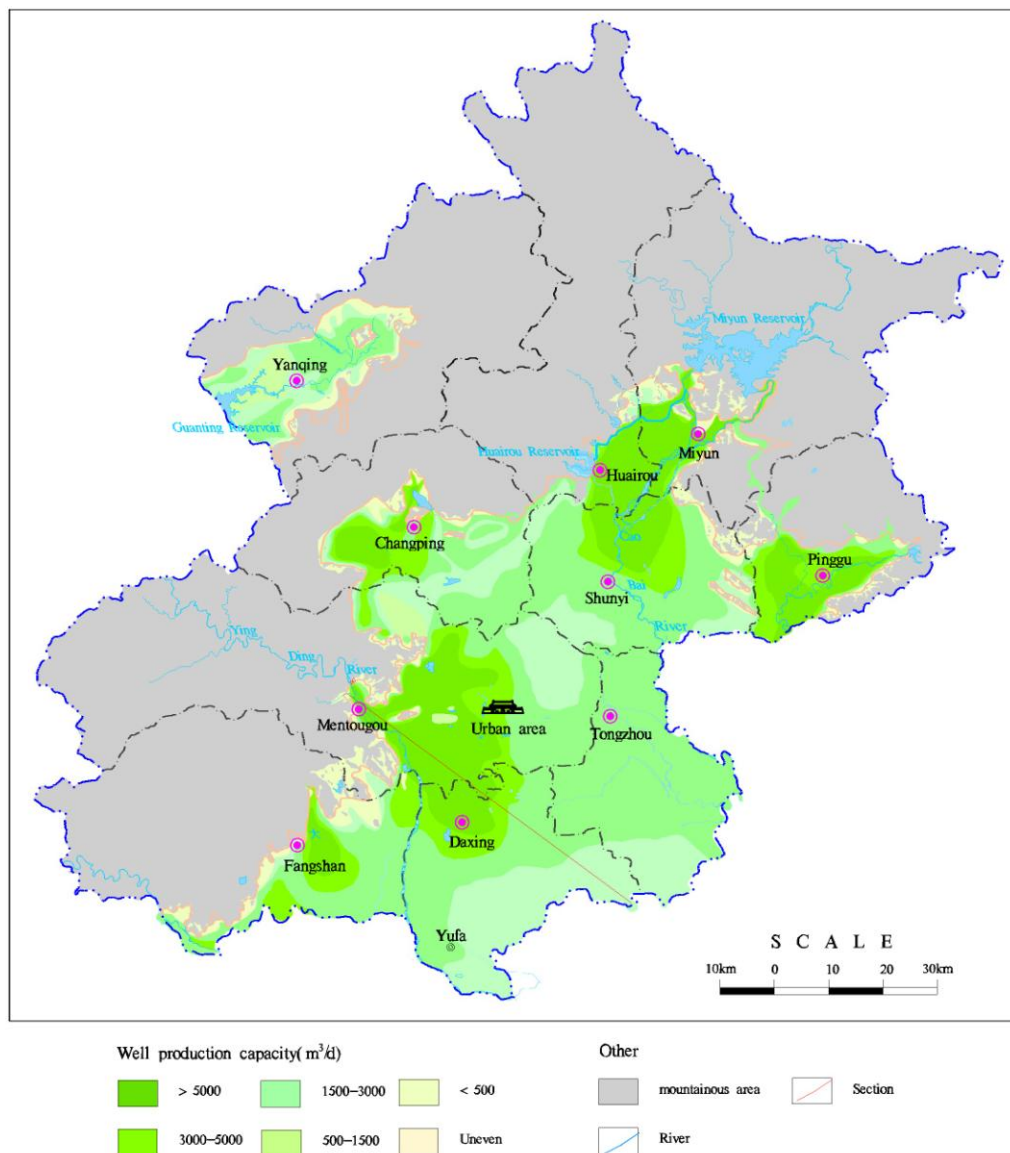 Miyun Reservoir
Yanqing
Guanting Reservoir
Miyun
Huairou Reservoir
Huairou
Changping
Cao
Pinggu
Shunyi
Bai
River
Ying
Ding
River
Mentougou
Urban area
Tongzhou
Daxing
Fangshan
Yufa
SCALE
10km 0 10 20 30km
Well production capacity( m³/d)
Other
> 5000
1500–3000
< 500
mountainous area
Section
3000–5000
500–1500
Uneven
River